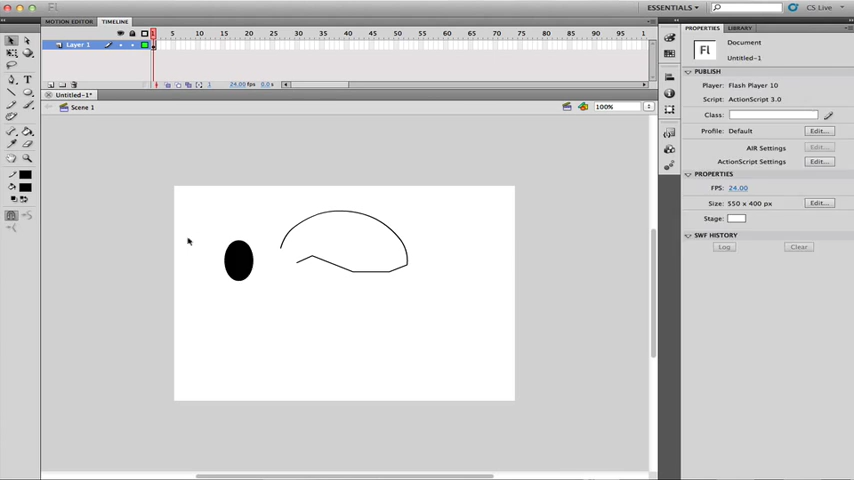 FL
ESSENTIALS
CS Live
MOTION EDITOR TIMELINE
5 10 15 20 25 30 35 40 45 50 55 60 65 70 75 80 85 90 95 1
Layer 1
1 24.00 fps 0.0 s
Untitled-1*
Scene 1
100%
T
PROPERTIES LIBRARY
Fl
Document
Untitled-1
PUBLISH
Player: Flash Player 10
Script: ActionScript 3.0
Class:
Profile: Default Edit...
AIR Settings Edit...
ActionScript Settings Edit...
PROPERTIES
FPS: 24.00
Size: 550 x 400 px Edit...
Stage:
SWF HISTORY
Log Clear